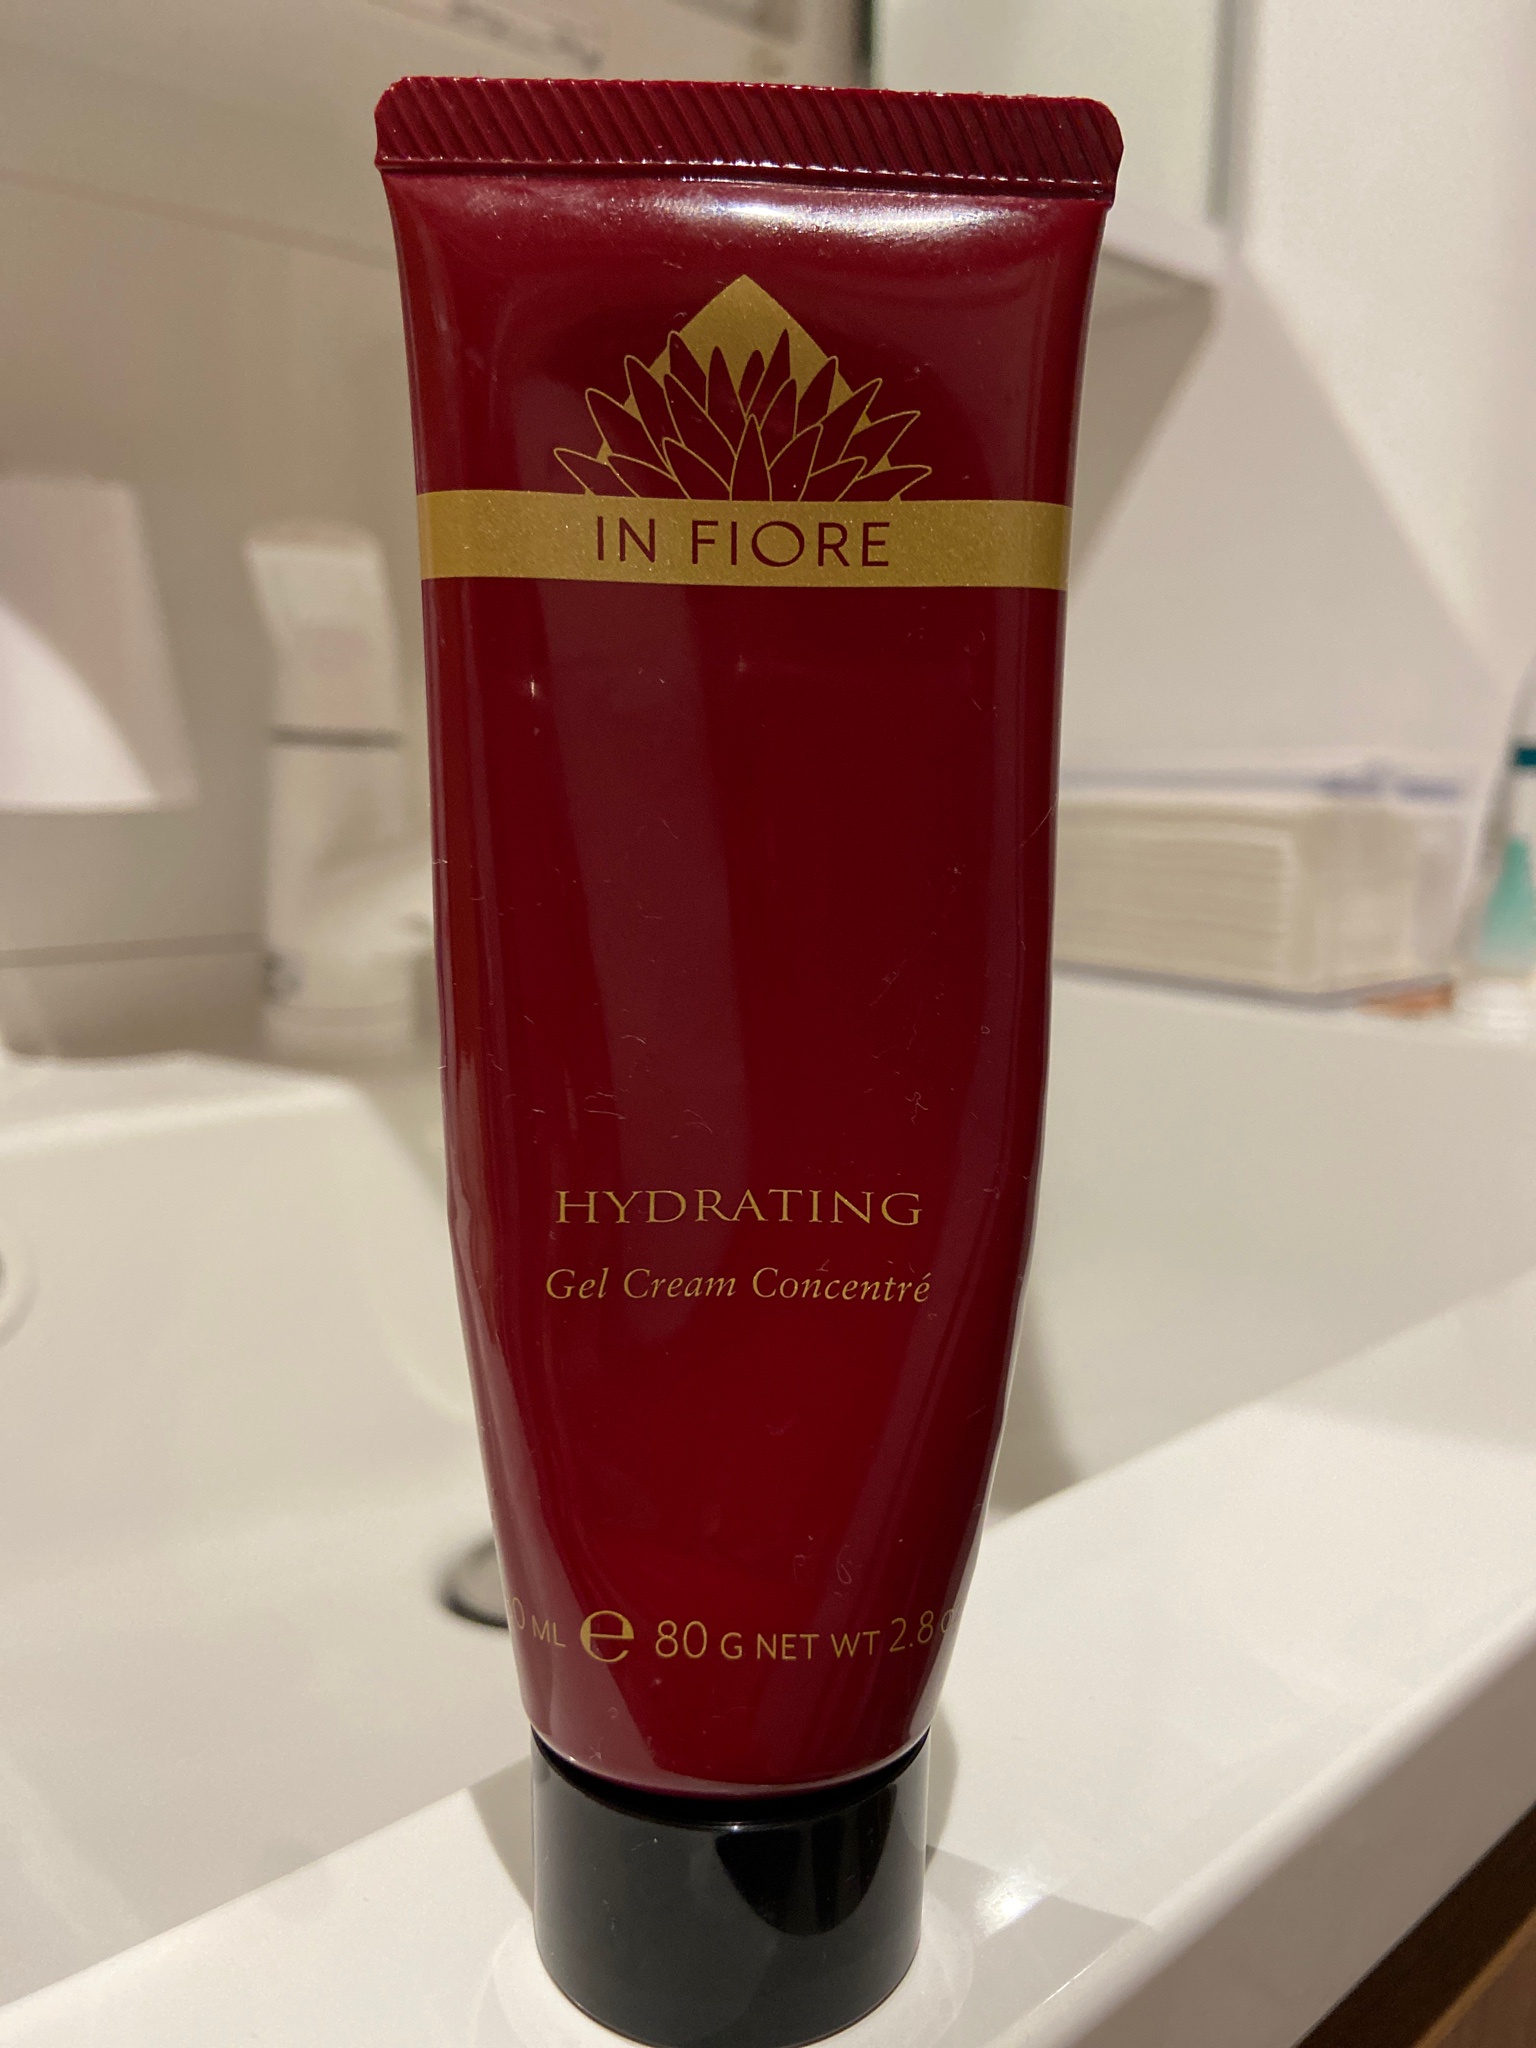 IN FIORE
HYDRATING
Gel Cream Concentré
ML e 80 G NET WT 2.8